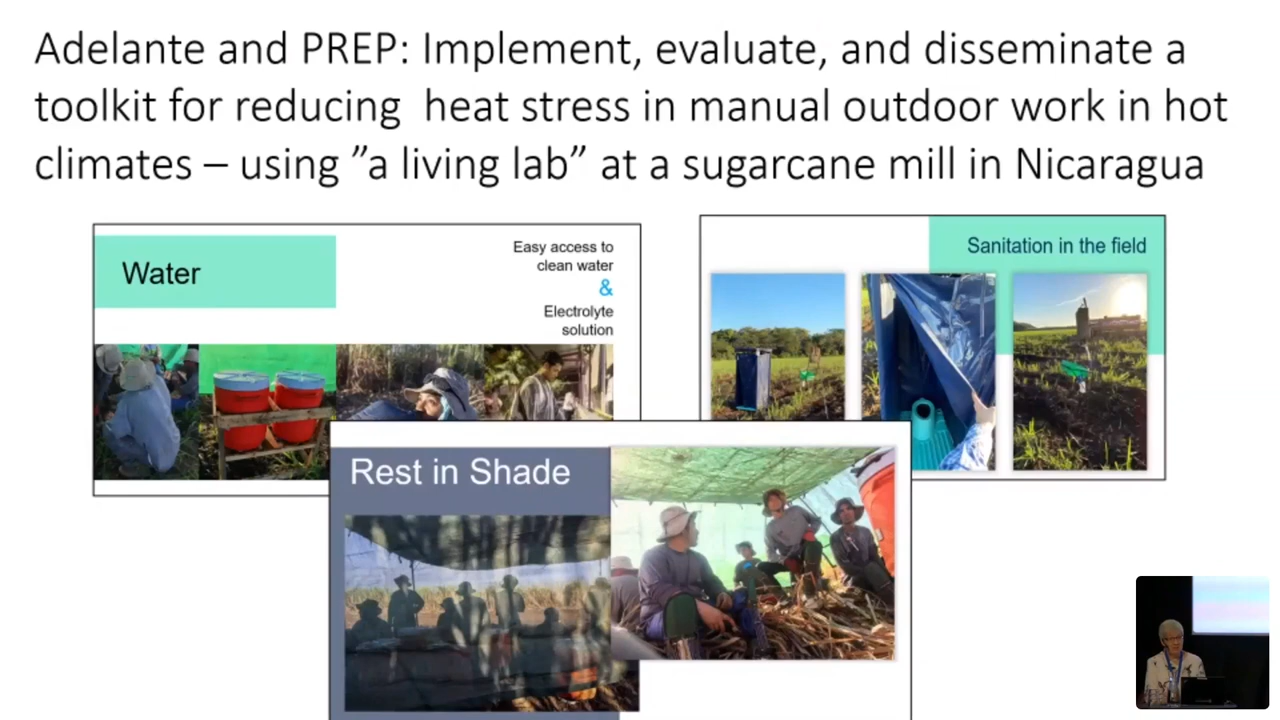 Adelante and PREP: Implement, evaluate, and disseminate a
toolkit for reducing  heat stress in manual outdoor work in hot
climates – using ”a living lab” at a sugarcane mill in Nicaragua
Water
Easy access to
clean water
&
Electrolyte
solution
Sanitation in the field
Rest in Shade